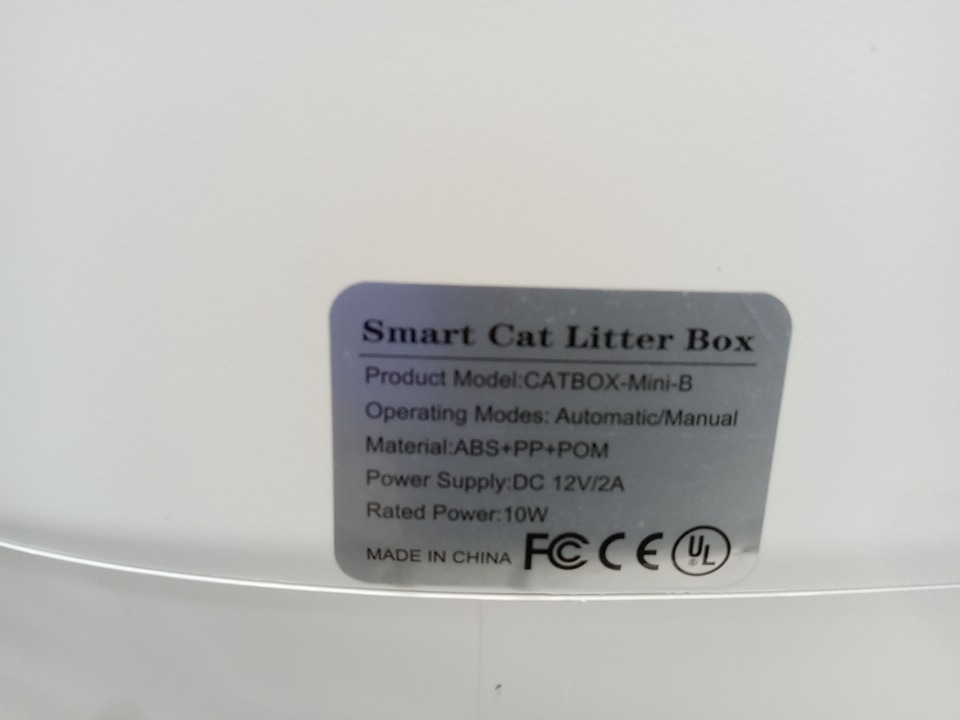 Smart Cat Litter Box
Product Model:CATBOX-Mini-B
Operating Modes: Automatic/Manual
Material:ABS+PP+POM
Power Supply:DC 12V/2A
Rated Power:10W
MADE IN CHINA FC CE UL ®